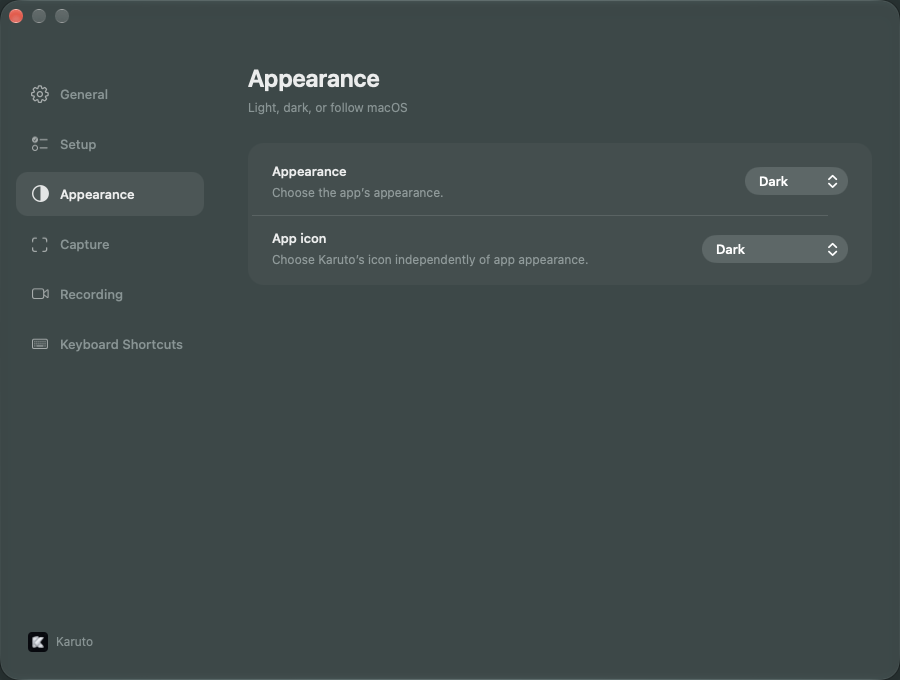 General
Setup
Appearance
Capture
Recording
Keyboard Shortcuts
Karuto
Appearance
Light, dark, or follow macOS
Appearance
Choose the app's appearance.
Dark
App icon
Choose Karuto's icon independently of app appearance.
Dark